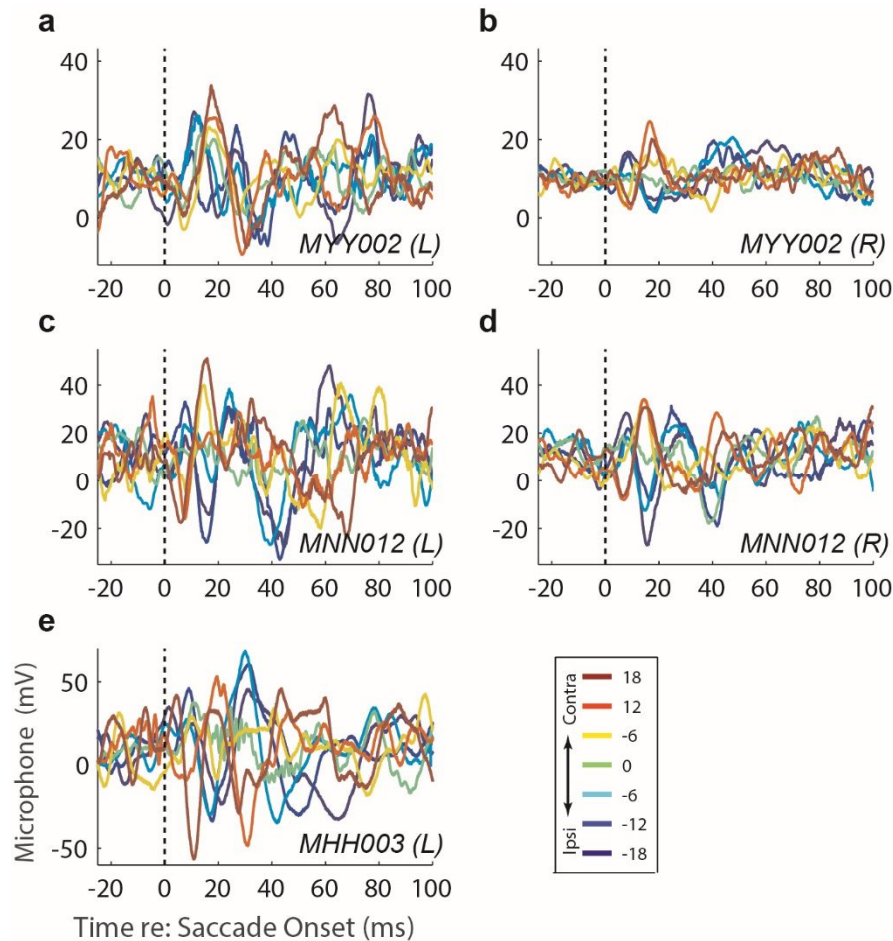 a
40
20
0
-20 0 20 40 60 80 100
MYY002 (L)
b
40
20
0
-20 0 20 40 60 80 100
MYY002 (R)
c
40
20
0
-20
-20 0 20 40 60 80 100
MNN012 (L)
d
40
20
0
-20
-20 0 20 40 60 80 100
MNN012 (R)
e
50
0
-50
-20 0 20 40 60 80 100
MHH003 (L)
Microphone (mV)
Time re: Saccade Onset (ms)
Contra
Ipsi
18
12
-6
0
-6
-12
-18